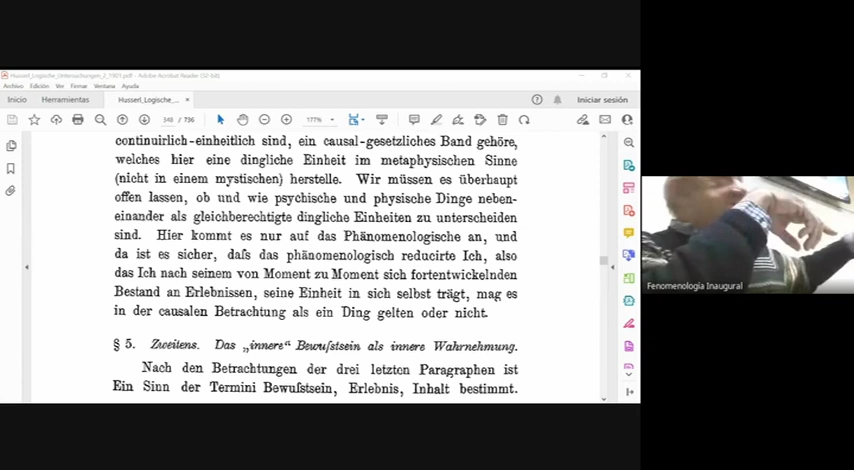 Husserl_Logische_Untersuchungen_2_1901.pdf - Adobe Acrobat Reader (32-bit)
Archivo Edición Ver Firmar Ventana Ayuda
Inicio Herramientas Husserl_Logische_... × Iniciar sesión
348 / 736 177%
continuirlich-einheitlich sind, ein causal-gesetzliches Band gehöre,
welches hier eine dingliche Einheit im metaphysischen Sinne
(nicht in einem mystischen) herstelle. Wir müssen es überhaupt
offen lassen, ob und wie psychische und physische Dinge neben-
einander als gleichberechtigte dingliche Einheiten zu unterscheiden
sind. Hier kommt es nur auf das Phänomenologische an, und
da ist es sicher, daſs das phänomenologisch reducirte Ich, also
das Ich nach seinem von Moment zu Moment sich fortentwickelnden
Bestand an Erlebnissen, seine Einheit in sich selbst trägt, mag es
in der causalen Betrachtung als ein Ding gelten oder nicht.
§ 5. Zweitens. Das „innere“ Bewuſstsein als innere Wahrnehmung.
Nach den Betrachtungen der drei letzton Paragraphen ist
Ein Sinn der Termini Bewuſstsein, Erlebnis, Inhalt bestimmt.
Fenomenología Inaugural